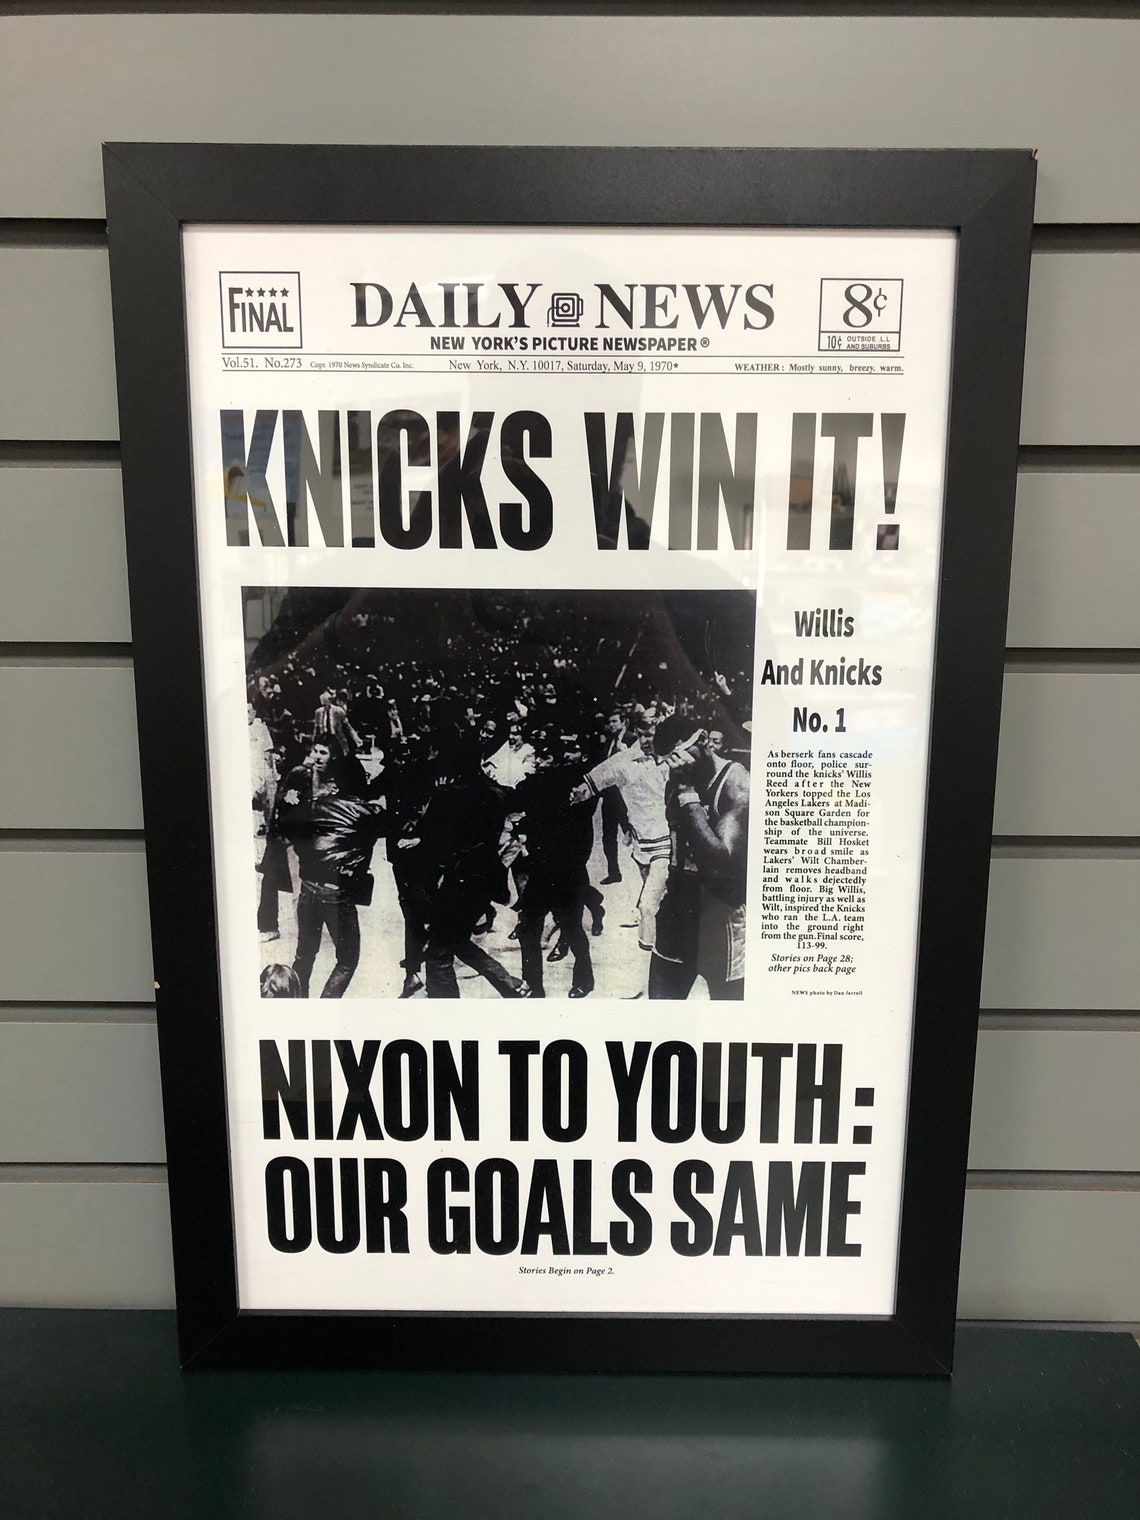 FINAL
DAILY NEWS
NEW YORK'S PICTURE NEWSPAPER ®
8¢
10¢ OUTSIDE L.I.
AND SUBURBS
Vol.51. No.273 Copr. 1970 News Syndicate Co. Inc. New York, N.Y. 10017, Saturday, May 9, 1970* WEATHER: Mostly sunny, breezy. warm.
KNICKS WIN IT!
Willis
And Knicks
No. 1
As berserk fans cascade
onto floor, police sur-
round the knicks' Willis
Reed after the New
Yorkers topped the Los
Angeles Lakers at Madi-
son Square Garden for
the basketball champion-
ship of the universe.
Teammate Bill Hosket
wears broad smile as
Lakers' Wilt Chamber-
lain removes headband
and walks dejectedly
from floor. Big Willis,
battling injury as well as
Wilt, inspired the Knicks
who ran the L.A. team
into the ground right
from the gun. Final score,
113-99.
Stories on Page 28;
other pics back page
NEWS photo by Dan farrell
NIXON TO YOUTH:
OUR GOALS SAME
Stories Begin on Page 2.